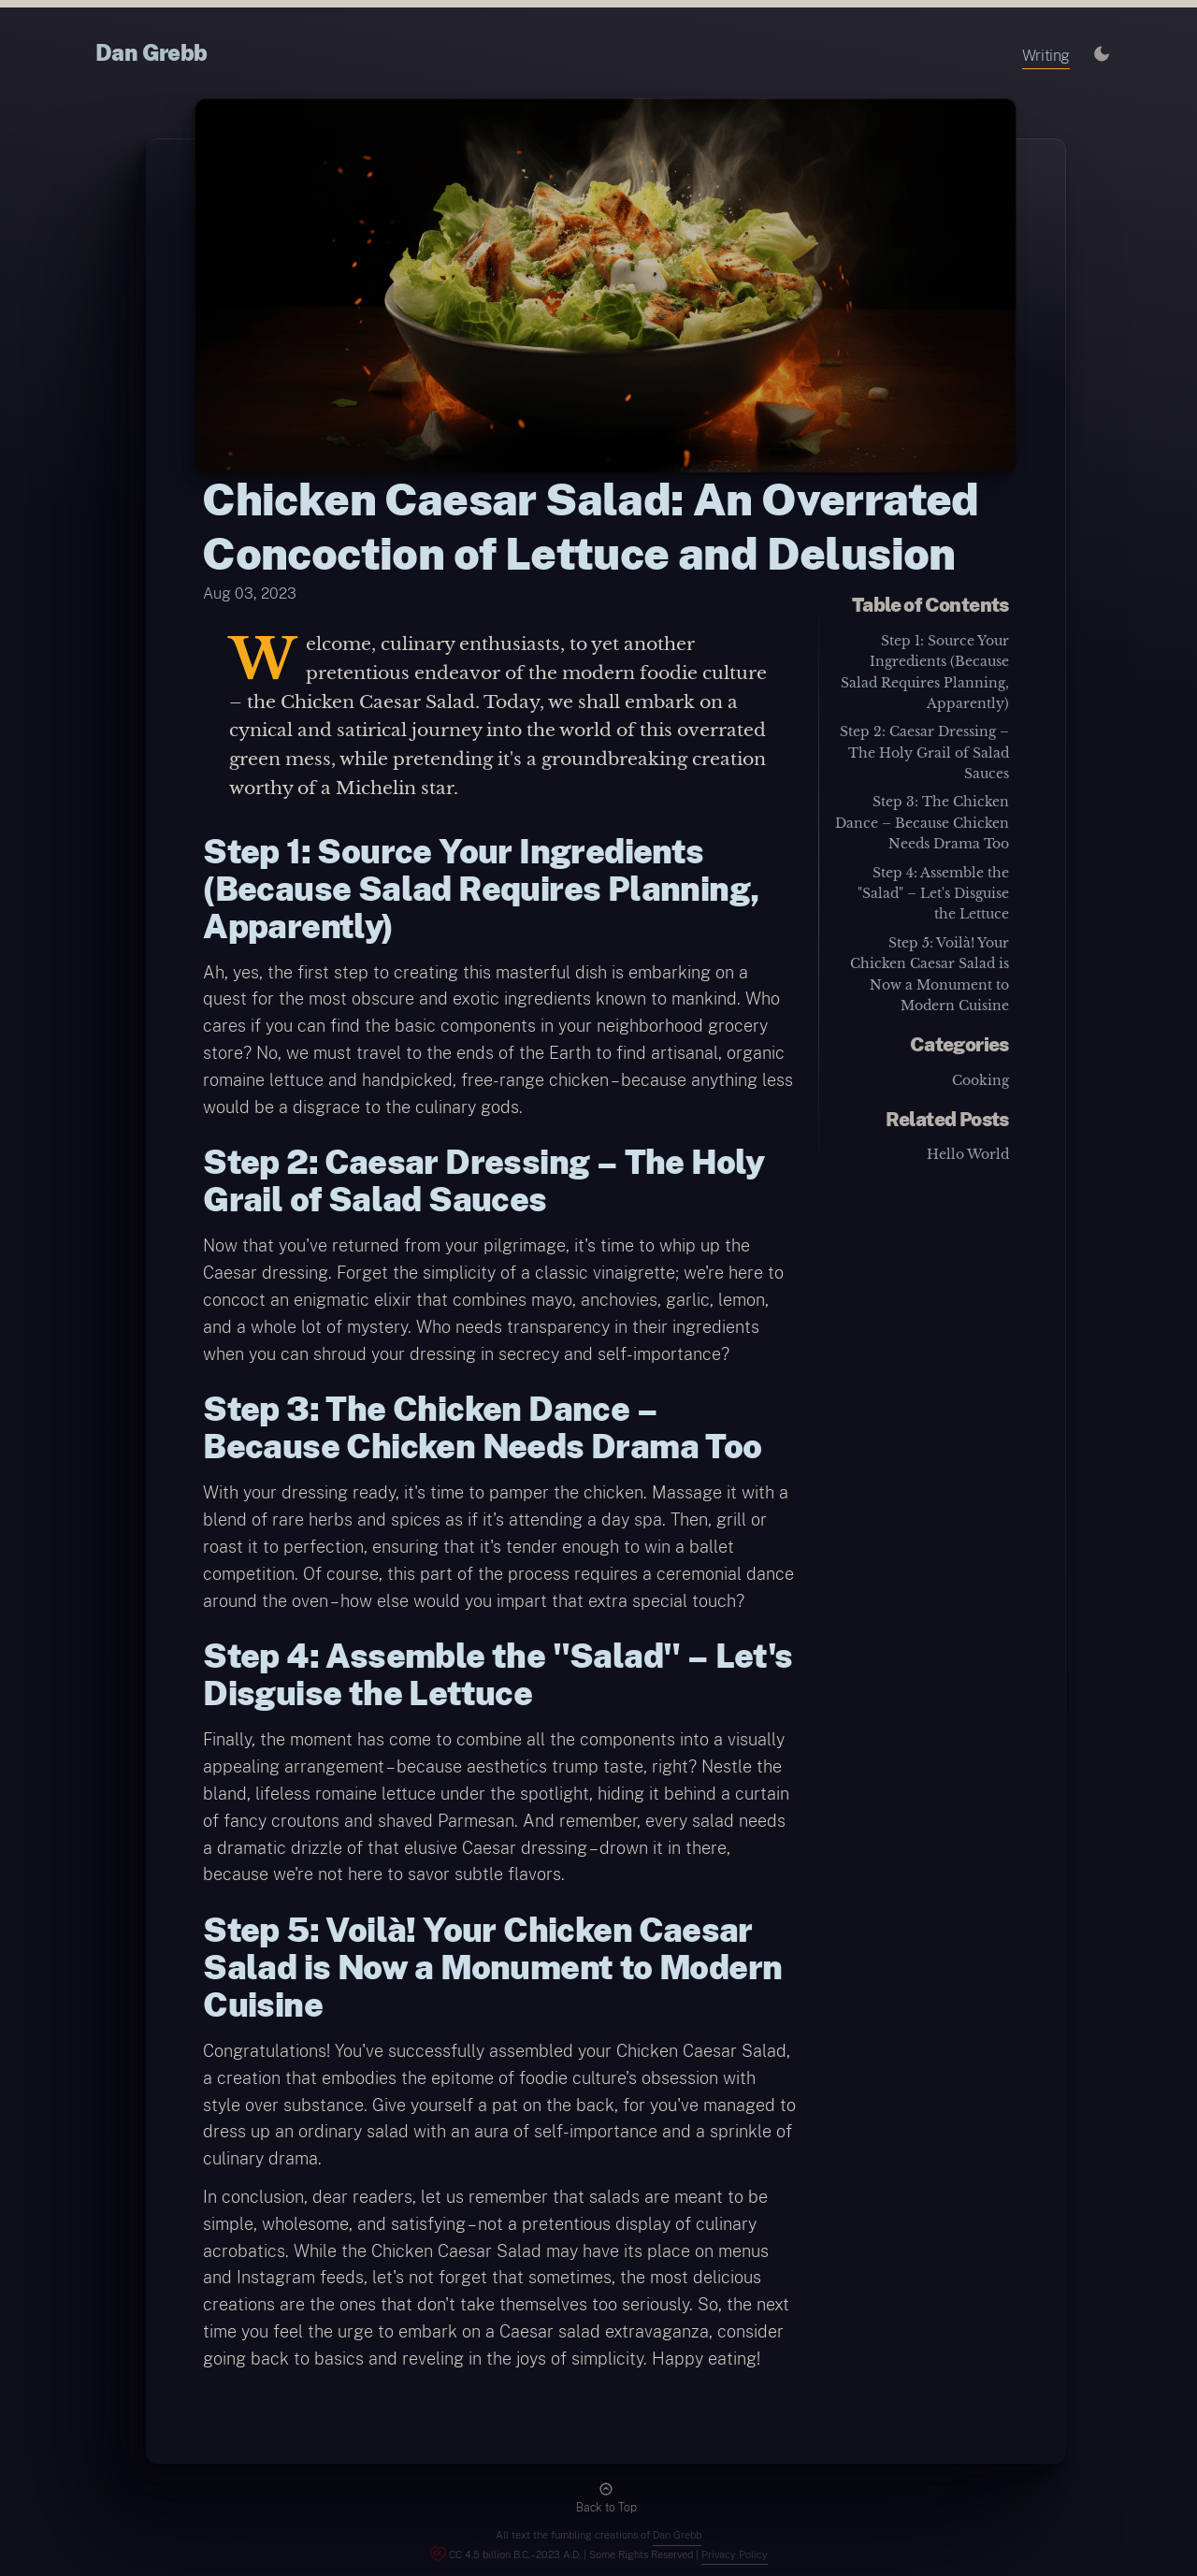 Dan Grebb
Writing
Chicken Caesar Salad: An Overrated
Concoction of Lettuce and Delusion
Aug 03, 2023
Welcome, culinary enthusiasts, to yet another
pretentious endeavor of the modern foodie culture
– the Chicken Caesar Salad. Today, we shall embark on a
cynical and satirical journey into the world of this overrated
green mess, while pretending it's a groundbreaking creation
worthy of a Michelin star.
Step 1: Source Your Ingredients
(Because Salad Requires Planning,
Apparently)
Ah, yes, the first step to creating this masterful dish is embarking on a
quest for the most obscure and exotic ingredients known to mankind. Who
cares if you can find the basic components in your neighborhood grocery
store? No, we must travel to the ends of the Earth to find artisanal, organic
romaine lettuce and handpicked, free-range chicken – because anything less
would be a disgrace to the culinary gods.
Step 2: Caesar Dressing – The Holy
Grail of Salad Sauces
Now that you've returned from your pilgrimage, it's time to whip up the
Caesar dressing. Forget the simplicity of a classic vinaigrette; we're here to
concoct an enigmatic elixir that combines mayo, anchovies, garlic, lemon,
and a whole lot of mystery. Who needs transparency in their ingredients
when you can shroud your dressing in secrecy and self-importance?
Step 3: The Chicken Dance –
Because Chicken Needs Drama Too
With your dressing ready, it's time to pamper the chicken. Massage it with a
blend of rare herbs and spices as if it's attending a day spa. Then, grill or
roast it to perfection, ensuring that it's tender enough to win a ballet
competition. Of course, this part of the process requires a ceremonial dance
around the oven – how else would you impart that extra special touch?
Step 4: Assemble the "Salad" – Let's
Disguise the Lettuce
Finally, the moment has come to combine all the components into a visually
appealing arrangement – because aesthetics trump taste, right? Nestle the
bland, lifeless romaine lettuce under the spotlight, hiding it behind a curtain
of fancy croutons and shaved Parmesan. And remember, every salad needs
a dramatic drizzle of that elusive Caesar dressing – drown it in there,
because we're not here to savor subtle flavors.
Step 5: Voilà! Your Chicken Caesar
Salad is Now a Monument to Modern
Cuisine
Congratulations! You've successfully assembled your Chicken Caesar Salad,
a creation that embodies the epitome of foodie culture's obsession with
style over substance. Give yourself a pat on the back, for you've managed to
dress up an ordinary salad with an aura of self-importance and a sprinkle of
culinary drama.
In conclusion, dear readers, let us remember that salads are meant to be
simple, wholesome, and satisfying – not a pretentious display of culinary
acrobatics. While the Chicken Caesar Salad may have its place on menus
and Instagram feeds, let's not forget that sometimes, the most delicious
creations are the ones that don't take themselves too seriously. So, the next
time you feel the urge to embark on a Caesar salad extravaganza, consider
going back to basics and reveling in the joys of simplicity. Happy eating!
Table of Contents
Step 1: Source Your
Ingredients (Because
Salad Requires Planning,
Apparently)
Step 2: Caesar Dressing –
The Holy Grail of Salad
Sauces
Step 3: The Chicken
Dance – Because Chicken
Needs Drama Too
Step 4: Assemble the
"Salad" – Let's Disguise
the Lettuce
Step 5: Voilà! Your
Chicken Caesar Salad is
Now a Monument to
Modern Cuisine
Categories
Cooking
Related Posts
Hello World
Back to Top
All text the fumbling creations of Dan Grebb
CC 4.5 billion B.C.–2023 A.D. | Some Rights Reserved | Privacy Policy